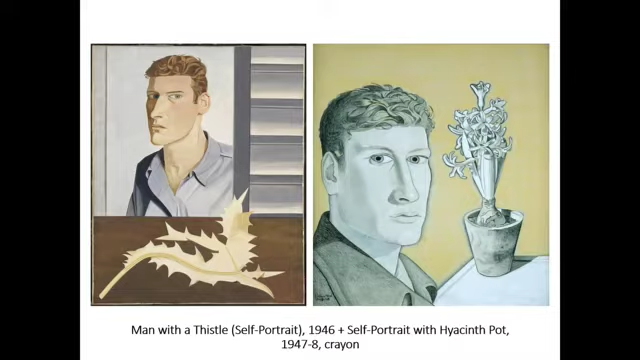 Man with a Thistle (Self-Portrait), 1946 + Self-Portrait with Hyacinth Pot,
1947-8, crayon